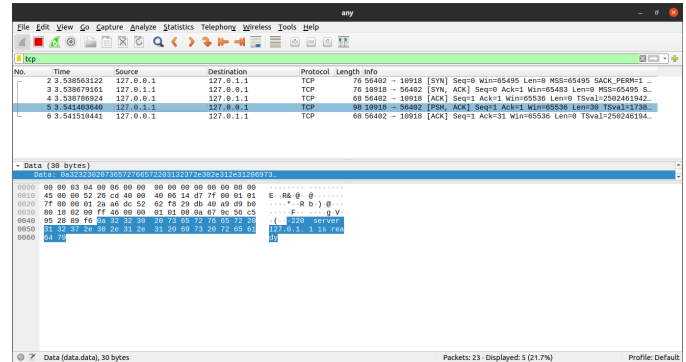 any
File Edit View Go Capture Analyze Statistics Telephony Wireless Tools Help
tcp
No. Time Source Destination Protocol Length Info
2 3.538563122 127.0.0.1 127.0.1.1 TCP 76 56402 → 10918 [SYN] Seq=0 Win=65495 Len=0 MSS=65495 SACK_PERM=1 …
3 3.538679161 127.0.1.1 127.0.0.1 TCP 76 10918 → 56402 [SYN, ACK] Seq=0 Ack=1 Win=65483 Len=0 MSS=65495 S…
4 3.538786924 127.0.0.1 127.0.1.1 TCP 68 56402 → 10918 [ACK] Seq=1 Ack=1 Win=65536 Len=0 TSval=2502461942…
5 3.541403640 127.0.1.1 127.0.0.1 TCP 98 10918 → 56402 [PSH, ACK] Seq=1 Ack=1 Win=65536 Len=30 TSval=1738…
6 3.541510441 127.0.0.1 127.0.1.1 TCP 68 56402 → 10918 [ACK] Seq=1 Ack=31 Win=65536 Len=0 TSval=250246194…
Data (30 bytes)
Data: 0a32323020736572766572203132372e302e312e31206973…
0000 00 00 03 04 00 06 00 00 00 00 00 00 00 00 08 00 ········ ········
0010 45 00 00 52 26 cd 40 00 40 06 14 d7 7f 00 01 01 E··R&·@· @·······
0020 7f 00 00 01 2a a6 dc 52 62 f8 29 db 40 a9 d9 b0 ····*··R b·)·@···
0030 80 18 02 00 ff 46 00 00 01 01 08 0a 67 9c 56 c5 ·····F·· ····g·V·
0040 95 28 89 f6 0a 32 32 30 20 73 65 72 76 65 72 20 ·(···220  server
0050 31 32 37 2e 30 2e 31 2e 31 20 69 73 20 72 65 61 127.0.1. 1 is rea
0060 64 79 dy
Data (data.data), 30 bytes Packets: 23 · Displayed: 5 (21.7%) Profile: Default